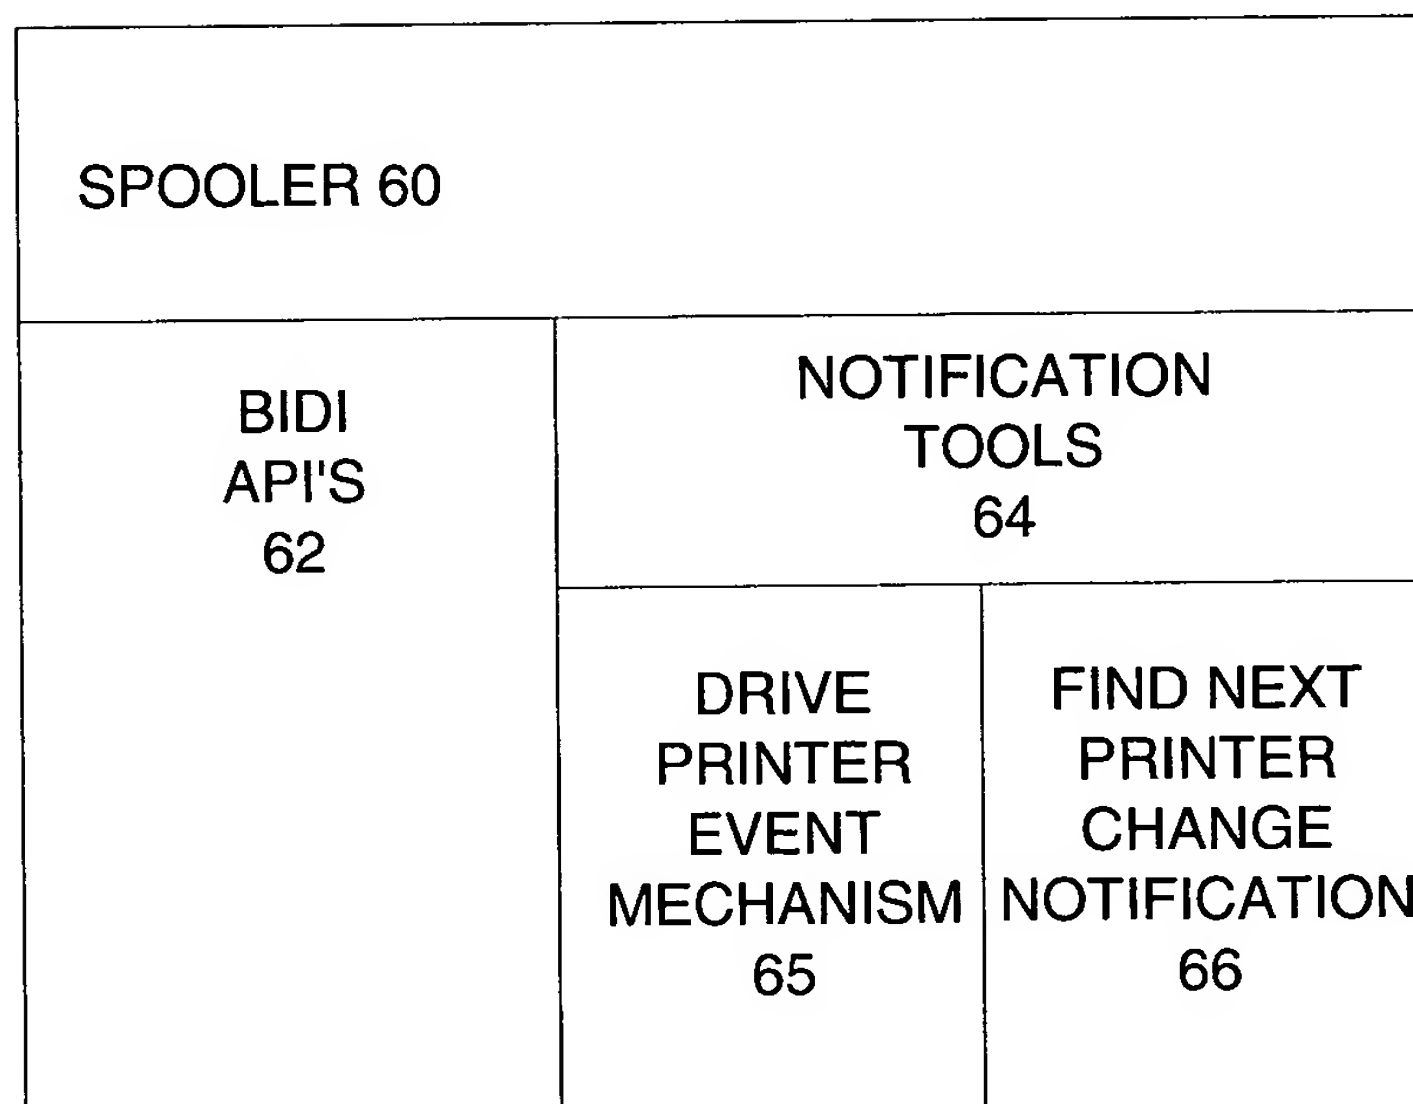 SPOOLER 60
BIDI
API'S
62
NOTIFICATION
TOOLS
64
DRIVE
PRINTER
EVENT
MECHANISM
65
FIND NEXT
PRINTER
CHANGE
NOTIFICATION
66